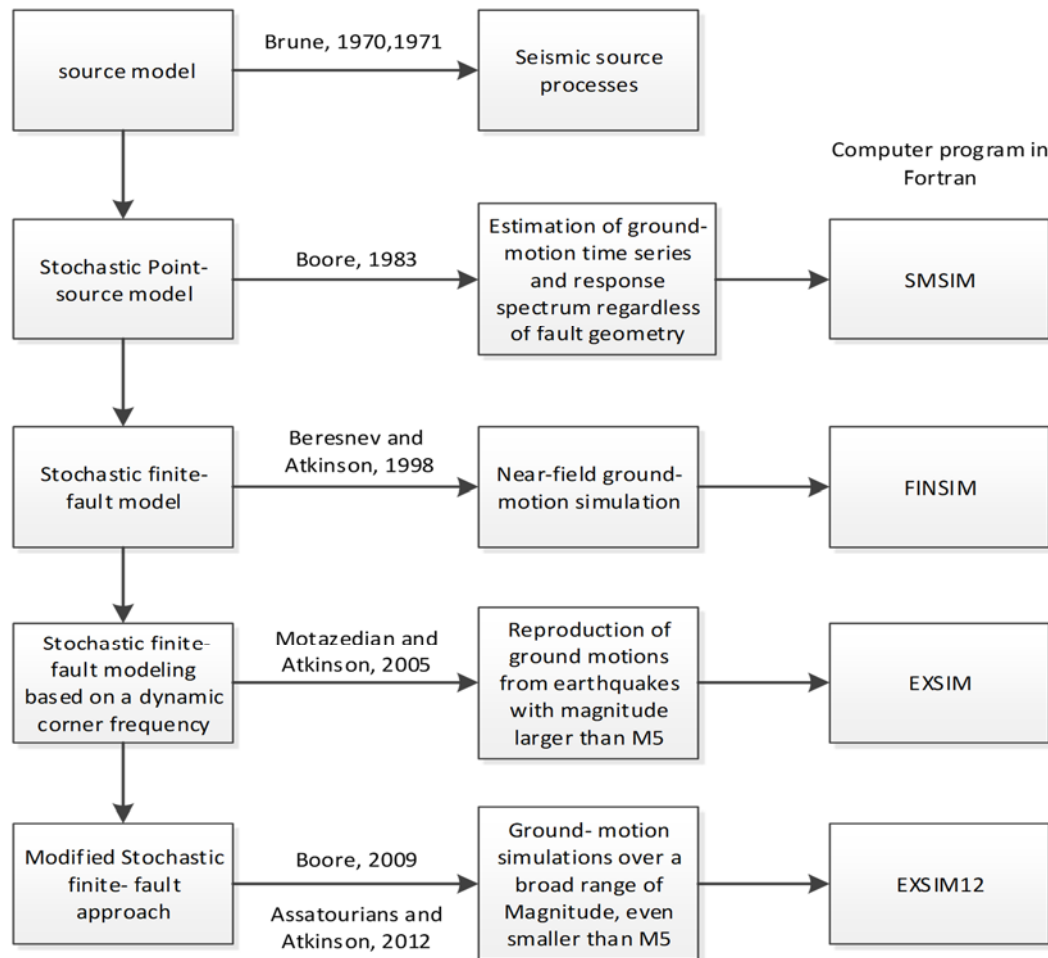 source model
Brune, 1970,1971
Seismic source
processes
Computer program in
Fortran
Stochastic Point-
source model
Boore, 1983
Estimation of ground-
motion time series
and response
spectrum regardless
of fault geometry
SMSIM
Stochastic finite-
fault model
Beresnev and
Atkinson, 1998
Near-field ground-
motion simulation
FINSIM
Stochastic finite-
fault modeling
based on a dynamic
corner frequency
Motazedian and
Atkinson, 2005
Reproduction of
ground motions
from earthquakes
with magnitude
larger than M5
EXSIM
Modified Stochastic
finite- fault
approach
Boore, 2009
Assatourians and
Atkinson, 2012
Ground- motion
simulations over a
broad range of
Magnitude, even
smaller than M5
EXSIM12